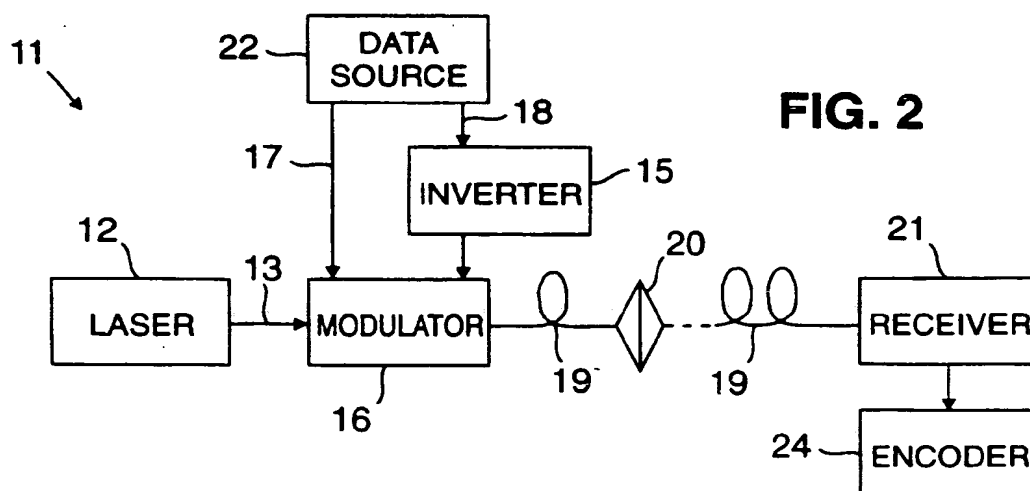 11
22
DATA
SOURCE
FIG. 2
17
18
INVERTER
15
12
13
20
21
LASER
MODULATOR
RECEIVER
19
19
16
24
ENCODER